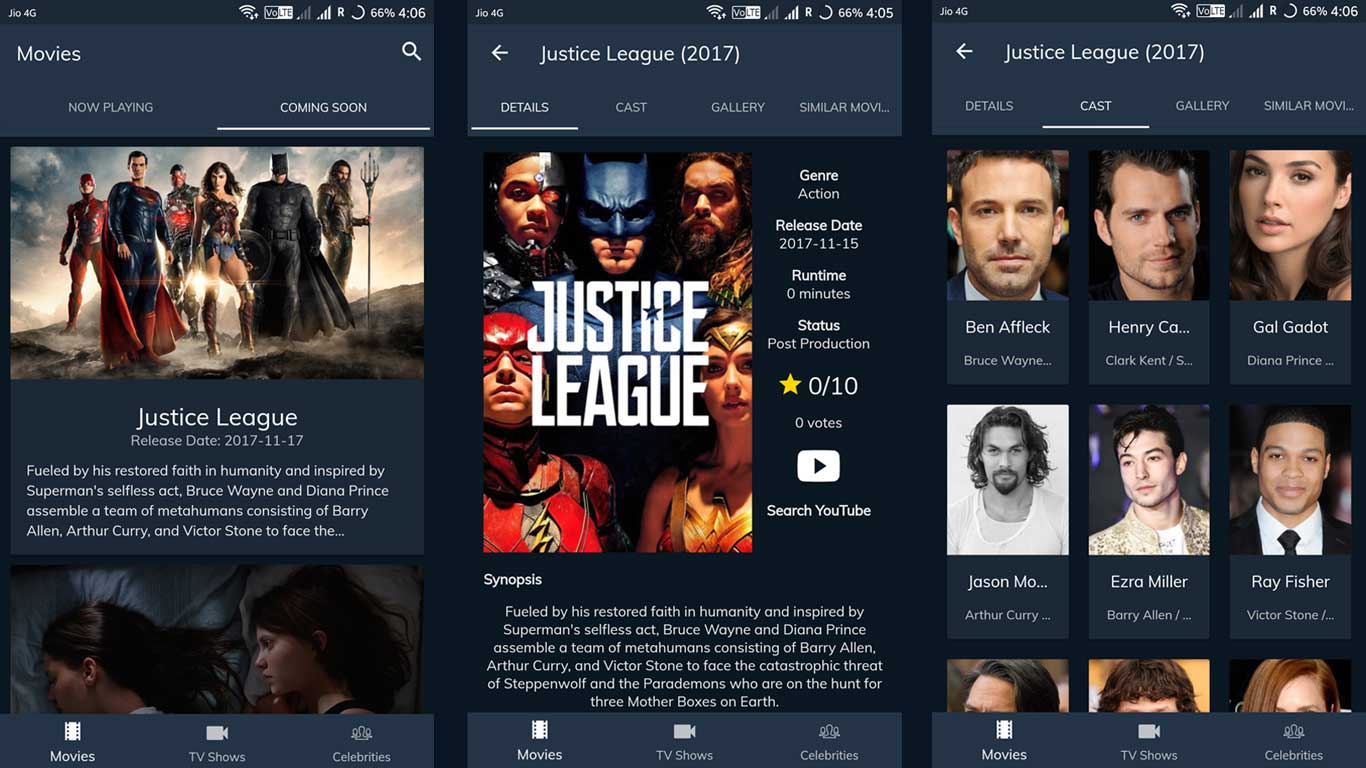 Jio 4G
VoLTE
R
66% 4:06
Movies
NOW PLAYING
COMING SOON
Justice League
Release Date: 2017-11-17
Fueled by his restored faith in humanity and inspired by
Superman's selfless act, Bruce Wayne and Diana Prince
assemble a team of metahumans consisting of Barry
Allen, Arthur Curry, and Victor Stone to face the...
Movies
TV Shows
Celebrities
Jio 4G
VoLTE
R
66% 4:05
Justice League (2017)
DETAILS
CAST
GALLERY
SIMILAR MOVI...
JUSTICE
LEAGUE
Genre
Action
Release Date
2017-11-15
Runtime
0 minutes
Status
Post Production
0/10
0 votes
Search YouTube
Synopsis
Fueled by his restored faith in humanity and inspired by
Superman's selfless act, Bruce Wayne and Diana Prince
assemble a team of metahumans consisting of Barry Allen,
Arthur Curry, and Victor Stone to face the catastrophic threat
of Steppenwolf and the Parademons who are on the hunt for
three Mother Boxes on Earth.
Movies
TV Shows
Celebrities
Jio 4G
VoLTE
R
66% 4:06
Justice League (2017)
DETAILS
CAST
GALLERY
SIMILAR MOVI...
Ben Affleck
Henry Ca...
Gal Gadot
Bruce Wayne...
Clark Kent / S...
Diana Prince ...
Jason Mo...
Ezra Miller
Ray Fisher
Arthur Curry ...
Barry Allen / ...
Victor Stone /...
Movies
TV Shows
Celebrities